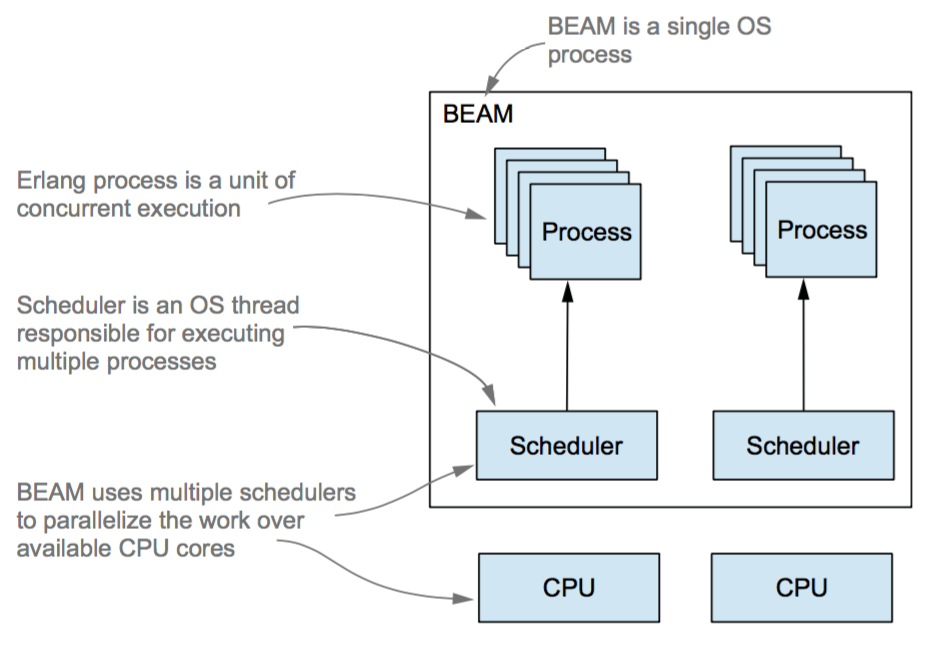 BEAM is a single OS
process
BEAM
Erlang process is a unit of
concurrent execution
Process
Process
Scheduler is an OS thread
responsible for executing
multiple processes
Scheduler
Scheduler
BEAM uses multiple schedulers
to parallelize the work over
available CPU cores
CPU
CPU